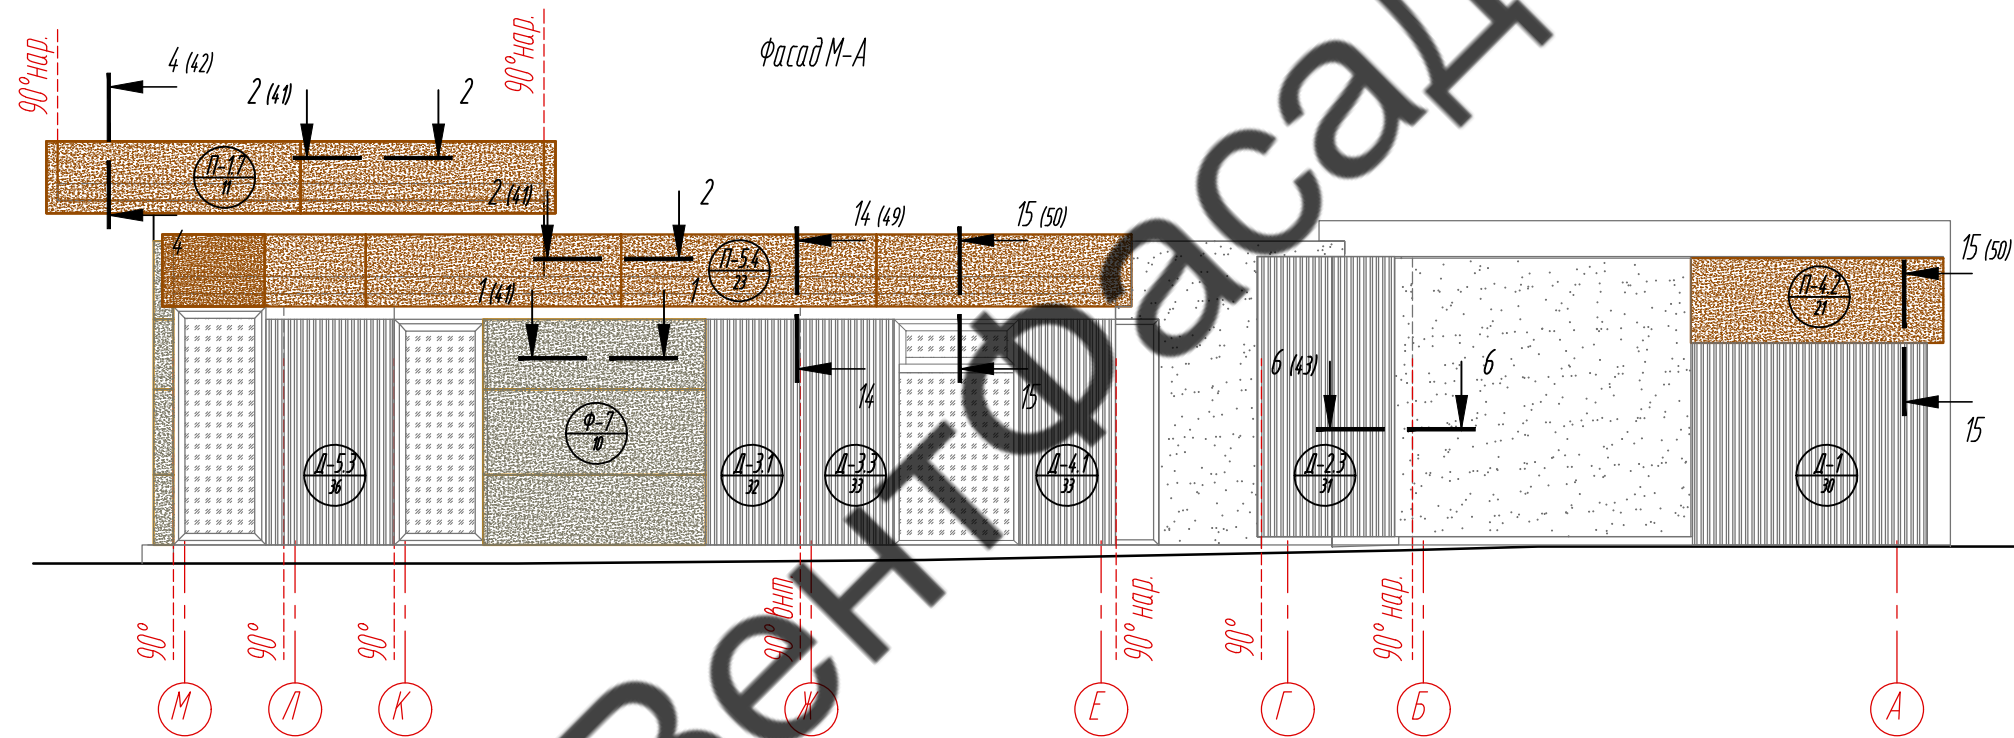 Фасад М-А
90°нар.
4 (42)
2 (41)
2
90°нар.
П-1.7
11
4
2 (41)
2
14 (49)
15 (50)
15 (50)
П-5.4
23
П-4.2
21
1 (41)
1
14
15
6 (43)
6
15
Ф-7
10
Д-5.3
36
Д-3.1
32
Д-3.3
33
Д-4.1
33
Д-2.3
31
Д-1
30
90°
90°
90°
90° внт.
90° нар.
90°
90° нар.
М
Л
К
Ж
Е
Г
Б
А
Вентфасад